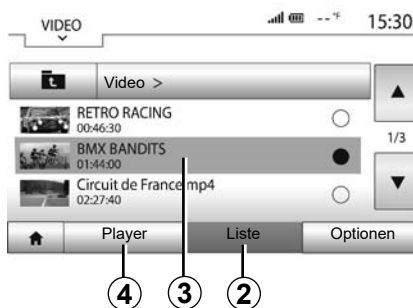 VIDEO
-- °F 15:30
Video >
RETRO RACING
00:46:30
BMX BANDITS
01:44:00
1/3
Circuit de France mp4
02:27:40
Player Liste Optionen
4 3 2